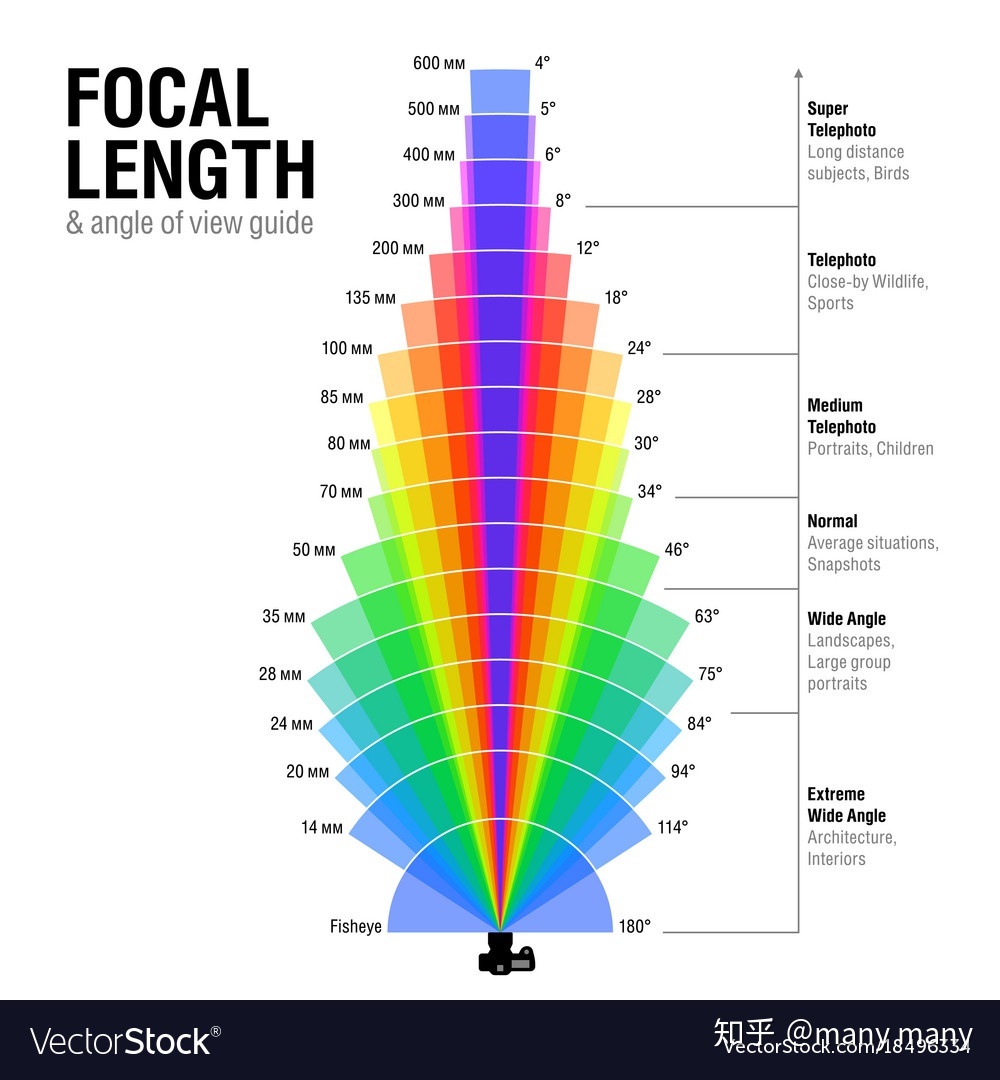 FOCAL
LENGTH
& angle of view guide
600 мм 4°
500 мм 5°
400 мм 6°
300 мм 8°
200 мм 12°
135 мм 18°
100 мм 24°
85 мм 28°
80 мм 30°
70 мм 34°
50 мм 46°
35 мм 63°
28 мм 75°
24 мм 84°
20 мм 94°
14 мм 114°
Fisheye 180°
Super
Telephoto
Long distance
subjects, Birds
Telephoto
Close-by Wildlife,
Sports
Medium
Telephoto
Portraits, Children
Normal
Average situations,
Snapshots
Wide Angle
Landscapes,
Large group
portraits
Extreme
Wide Angle
Architecture,
Interiors
VectorStock®
知乎 @many many
VectorStock.com/18496334